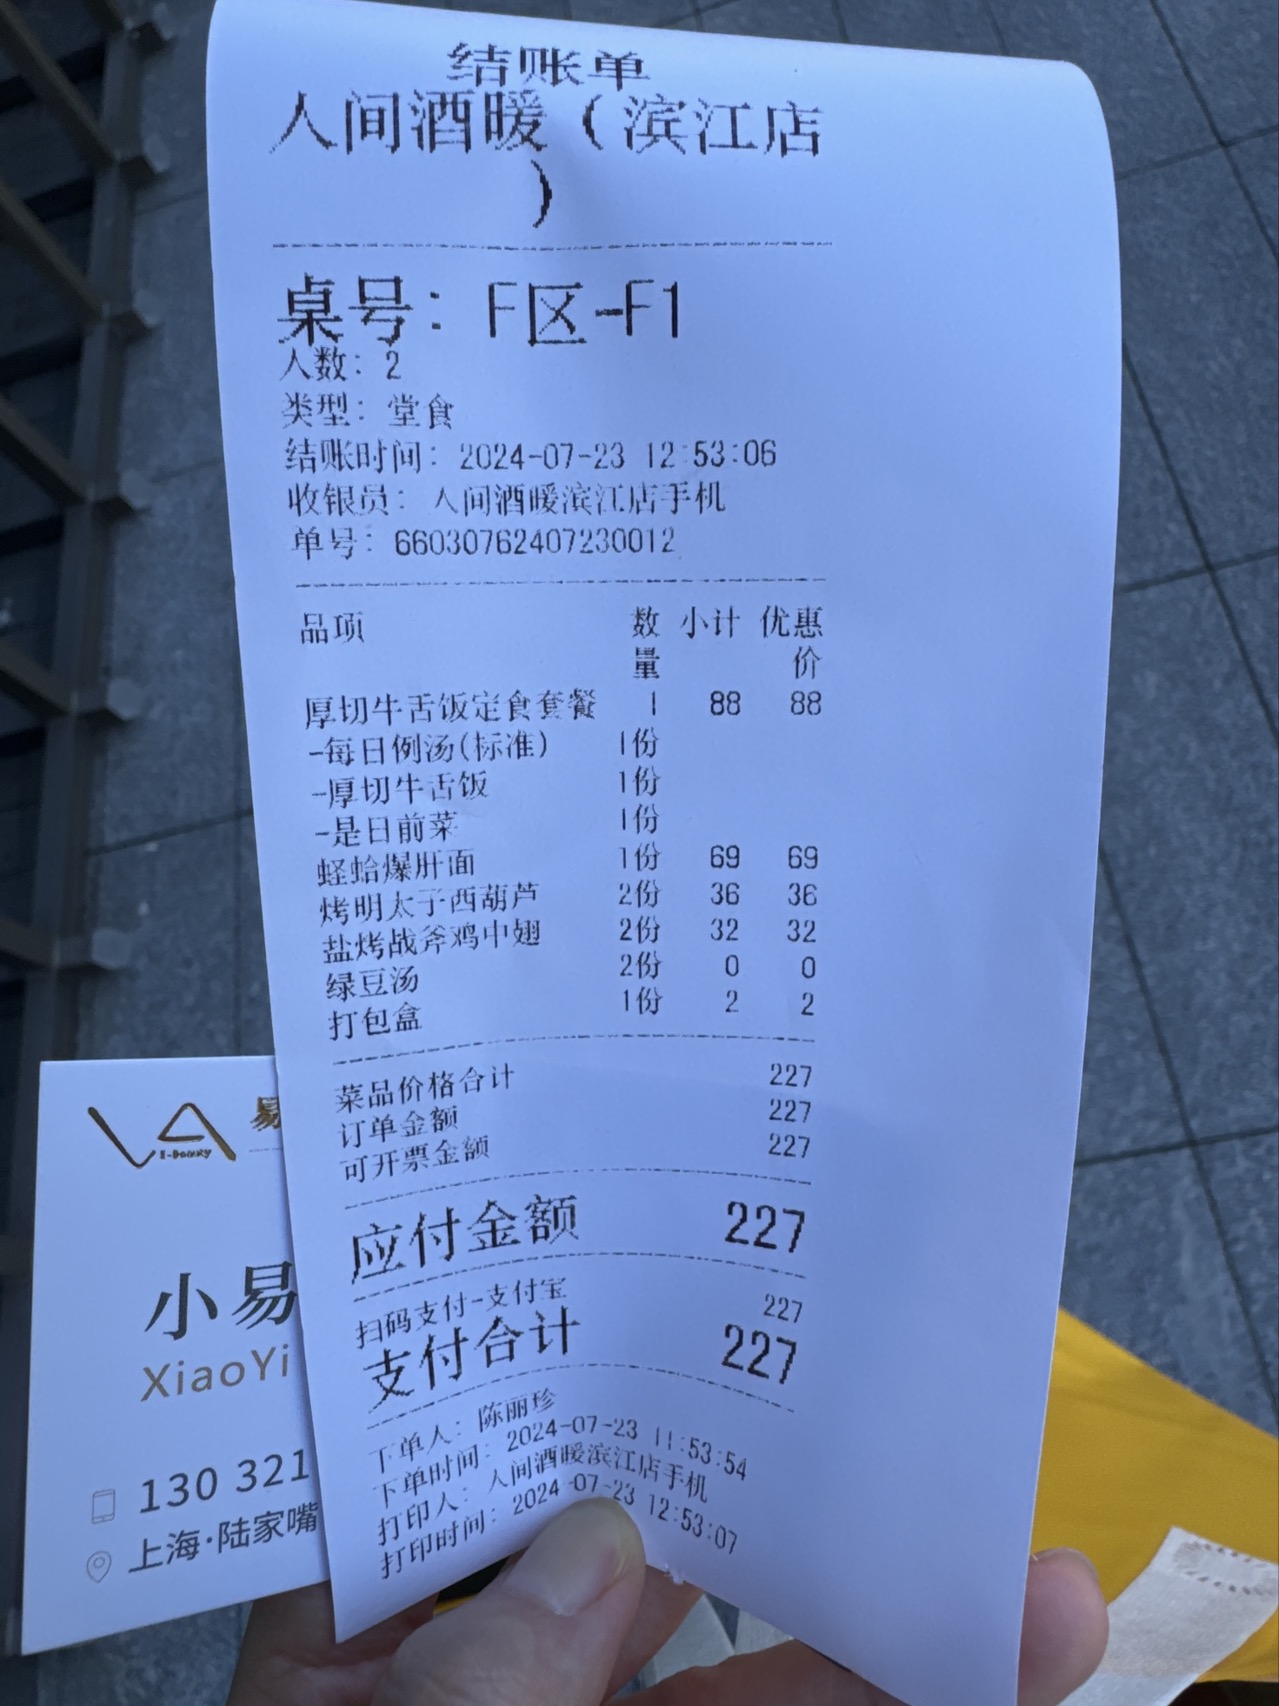 结账单
人间酒暖（滨江店
）
桌号：F区-F1
人数：2
类型：堂食
结账时间：2024-07-23 12:53:06
收银员：人间酒暖滨江店手机
单号：66030762407230012
品项 数量 小计 优惠价
厚切牛舌饭定食套餐 1 88 88
-每日例汤(标准) 1份
-厚切牛舌饭 1份
-是日前菜 1份
蛏蛤爆肝面 1份 69 69
烤明太子西葫芦 2份 36 36
盐烤战斧鸡中翅 2份 32 32
绿豆汤 2份 0 0
打包盒 1份 2 2
菜品价格合计 227
订单金额 227
可开票金额 227
应付金额 227
扫码支付-支付宝 227
支付合计 227
下单人：陈丽珍
下单时间：2024-07-23 11:53:54
打印人：人间酒暖滨江店手机
打印时间：2024-07-23 12:53:07
易
E-Beauty
小易
XiaoYi
130 321
上海·陆家嘴